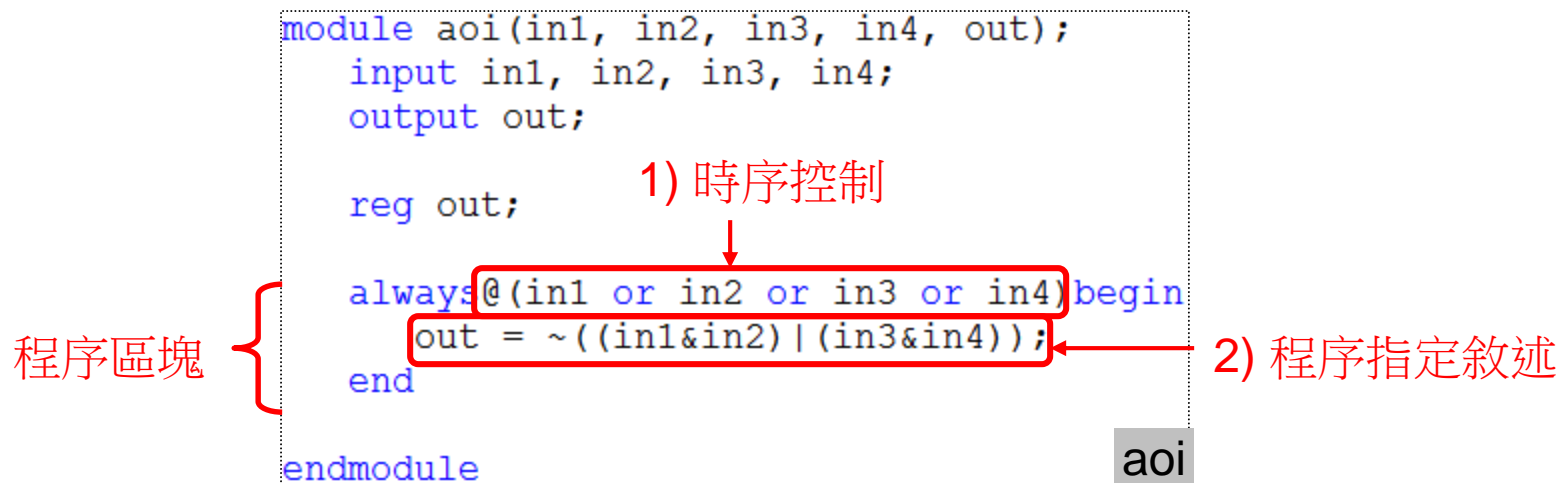 module aoi(in1, in2, in3, in4, out);
input in1, in2, in3, in4;
output out;
1) 時序控制
reg out;
always@(in1 or in2 or in3 or in4)begin
out = ~((in1&in2)|(in3&in4));
程序區塊
2) 程序指定敘述
end
endmodule
aoi